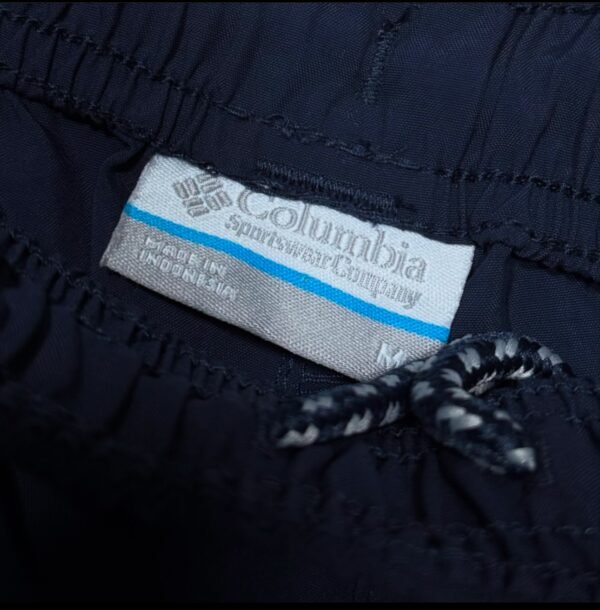 Columbia
Sportswear Company
MADE IN
INDONESIA
M